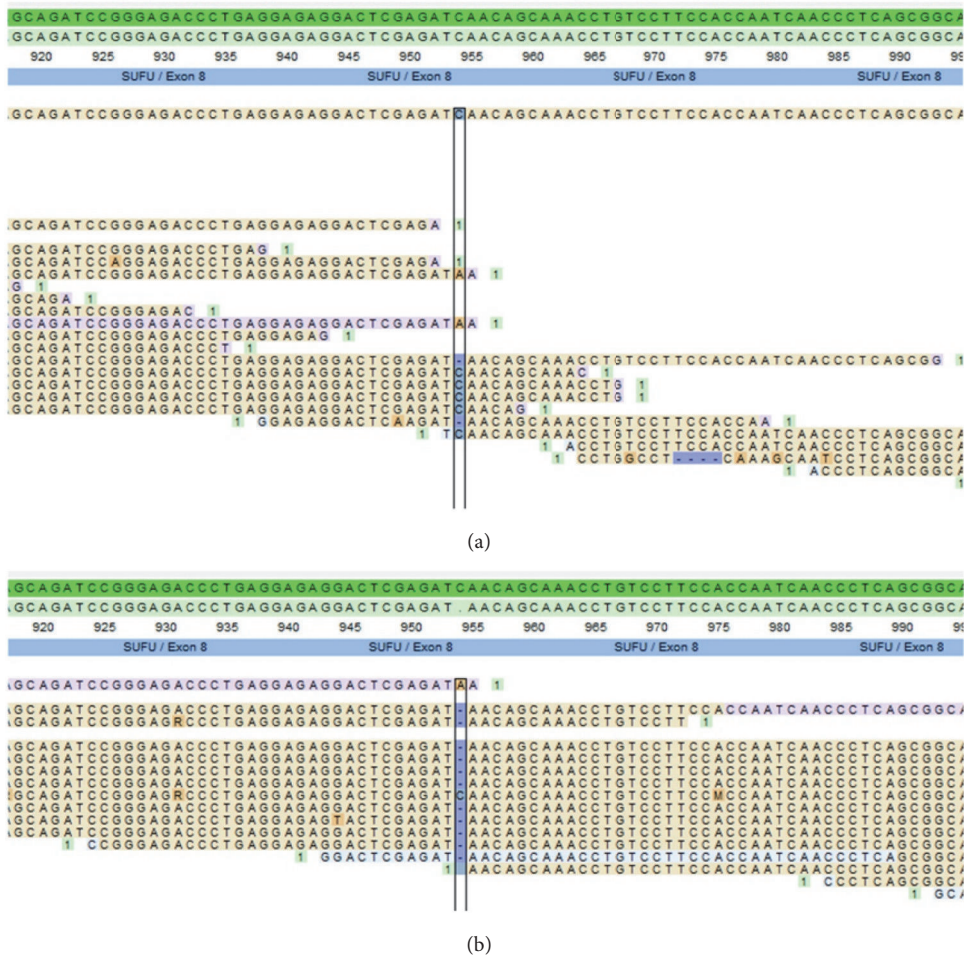 GCAGATCCGGGAGACCCTGAGGAGAGGACTCGAGATCAACAGCAAACCTGTCCTTCCACCAATCAACCCTCAGCGGCA
GCAGATCCGGGAGACCCTGAGGAGAGGACTCGAGATCAACAGCAAACCTGTCCTTCCACCAATCAACCCTCAGCGGCA
920 925 930 935 940 945 950 955 960 965 970 975 980 985 990 99
SUFU / Exon 8 SUFU / Exon 8 SUFU / Exon 8 SUFU / Exon 8
GCAGATCCGGGAGACCCTGAGGAGAGGACTCGAGATCAACAGCAAACCTGTCCTTCCACCAATCAACCCTCAGCGGCA
GCAGATCCGGGAGACCCTGAGGAGAGGACTCGAGA 1
GCAGATCCGGGAGACCCTGAG 1
GCAGATCCAGGAGACCCTGAGGAGAGGACTCGAGA 1
GCAGATCCGGGAGACCCTGAGGAGAGGACTCGAGATAA 1
G 1
GCAGA 1
GCAGATCCGGGAGAC 1
GCAGATCCGGGAGACCCTGAGGAGAGGACTCGAGATAA 1
GCAGATCCGGGAGACCCTGAGGAGAG 1
GCAGATCCGGGAGACCCT 1
GCAGATCCGGGAGACCCTGAGGAGAGGACTCGAGAT-AACAGCAAACCTGTCCTTCCACCAATCAACCCTCAGCGG 1
GCAGATCCGGGAGACCCTGAGGAGAGGACTCGAGATCAACAGCAAAC 1
GCAGATCCGGGAGACCCTGAGGAGAGGACTCGAGATCAACAGCAAACCTG 1
GCAGATCCGGGAGACCCTGAGGAGAGGACTCGAGATCAACAGCAAACCTG 1
GCAGATCCGGGAGACCCTGAGGAGAGGACTCGAGATCAACAG 1
1 GGAGAGGACTCAAGAT-AACAGCAAACCTGTCCTTCCACCAA 1
1 TCAACAGCAAACCTGTCCTTCCACCAATCAACCCTCAGCGGCA
1 ACCTGTCCTTCCACCAATCAACCCTCAGCGGCA
1 CCTGGCCT----CAAGCAATCCCTCAGCGGCA
1 ACCCTCAGCGGCA
1
(a)
GCAGATCCGGGAGACCCTGAGGAGAGGACTCGAGATCAACAGCAAACCTGTCCTTCCACCAATCAACCCTCAGCGGCA
GCAGATCCGGGAGACCCTGAGGAGAGGACTCGAGAT.AACAGCAAACCTGTCCTTCCACCAATCAACCCTCAGCGGCA
920 925 930 935 940 945 950 955 960 965 970 975 980 985 990 99
SUFU / Exon 8 SUFU / Exon 8 SUFU / Exon 8 SUFU / Exon 8
GCAGATCCGGGAGACCCTGAGGAGAGGACTCGAGATAA 1
GCAGATCCGGGAGACCCTGAGGAGAGGACTCGAGAT-AACAGCAAACCTGTCCTTCCACCAATCAACCCTCAGCGGCA
GCAGATCCGGGAGRCCCTGAGGAGAGGACTCGAGAT-AACAGCAAACCTGTCCTT 1
GCAGATCCGGGAGACCCTGAGGAGAGGACTCGAGAT-AACAGCAAACCTGTCCTTCCACCAATCAACCCTCAGCGGCA
GCAGATCCGGGAGACCCTGAGGAGAGGACTCGAGAT-AACAGCAAACCTGTCCTTCCACCAATCAACCCTCAGCGGCA
GCAGATCCGGGAGACCCTGAGGAGAGGACTCGAGAT-AACAGCAAACCTGTCCTTCCACCAATCAACCCTCAGCGGCA
GCAGATCCGGGAGACCCTGAGGAGAGGACTCGAGAT-AACAGCAAACCTGTCCTTCCACCAATCAACCCTCAGCGGCA
GCAGATCCGGGAGRCCCTGAGGAGAGGACTCGAGATCAACAGCAAACCTGTCCTTCCMCCAATCAACCCTCAGCGGCA
GCAGATCCGGGAGACCCTGAGGAGAGGACTCGAGAT-AACAGCAAACCTGTCCTTCCACCAATCAACCCTCAGCGGCA
GCAGATCCGGGAGACCCTGAGGAGAGTACTCGAGAT-AACAGCAAACCTGTCCTTCCACCAATCAACCCTCAGCGGCA
GCAGATCCGGGAGACCCTGAGGAGAGGACTCGAGAT-AACAGCAAACCTGTCCTTCCACCAATCAACCCTCAGCGGCA
GCAGA 1 CCGGGAGACCCTGAGGAGAGGACTCGAGAT-AACAGCAAACCTGTCCTTCCACCAATCAACCCTCAGCGGCA
1 GGACTCGAGAT-AACAGCAAACCTGTCCTTCCACCAATCAACCCTCAGCGGCA
1 -AACAGCAAACCTGTCCTTCCACCAATCAACCCTCAGCGGCA
1 CCCTCAGCGGCA
1 GCA
(b)